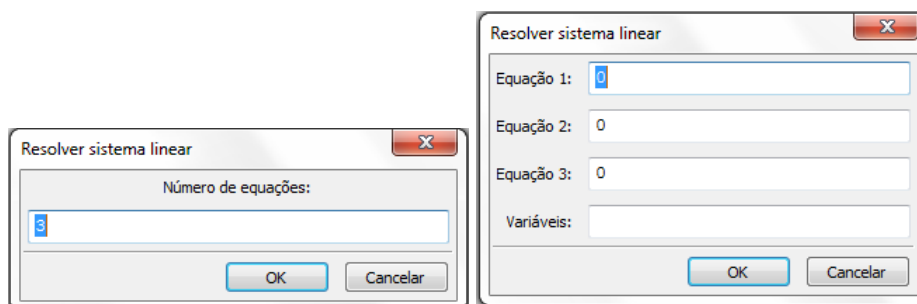 Resolver sistema linear
Número de equações:
3
OK Cancelar
Resolver sistema linear
Equação 1: 0
Equação 2: 0
Equação 3: 0
Variáveis:
OK Cancelar